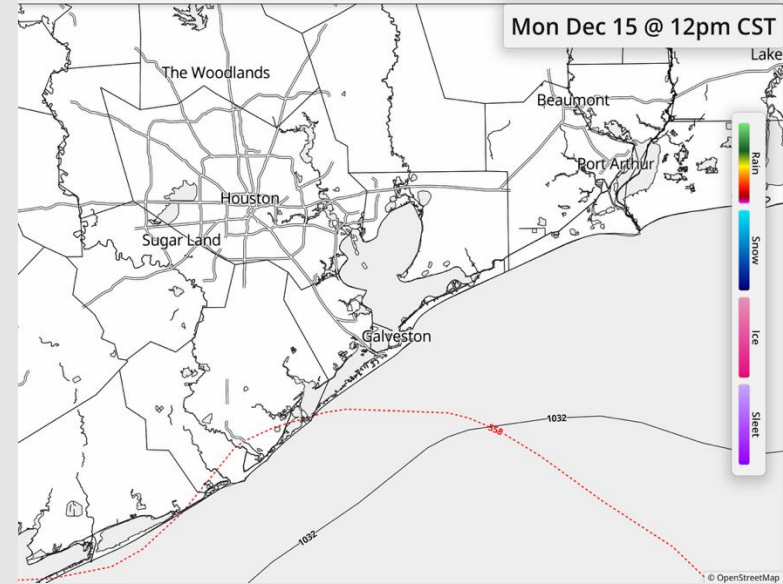 Mon Dec 15 @ 12pm CST
Lake
The Woodlands
Beaumont
Port Arthur
Rain
Houston
Sugar Land
Snow
Ice
Galveston
Sleet
1032
558
1032
© OpenStreetMap